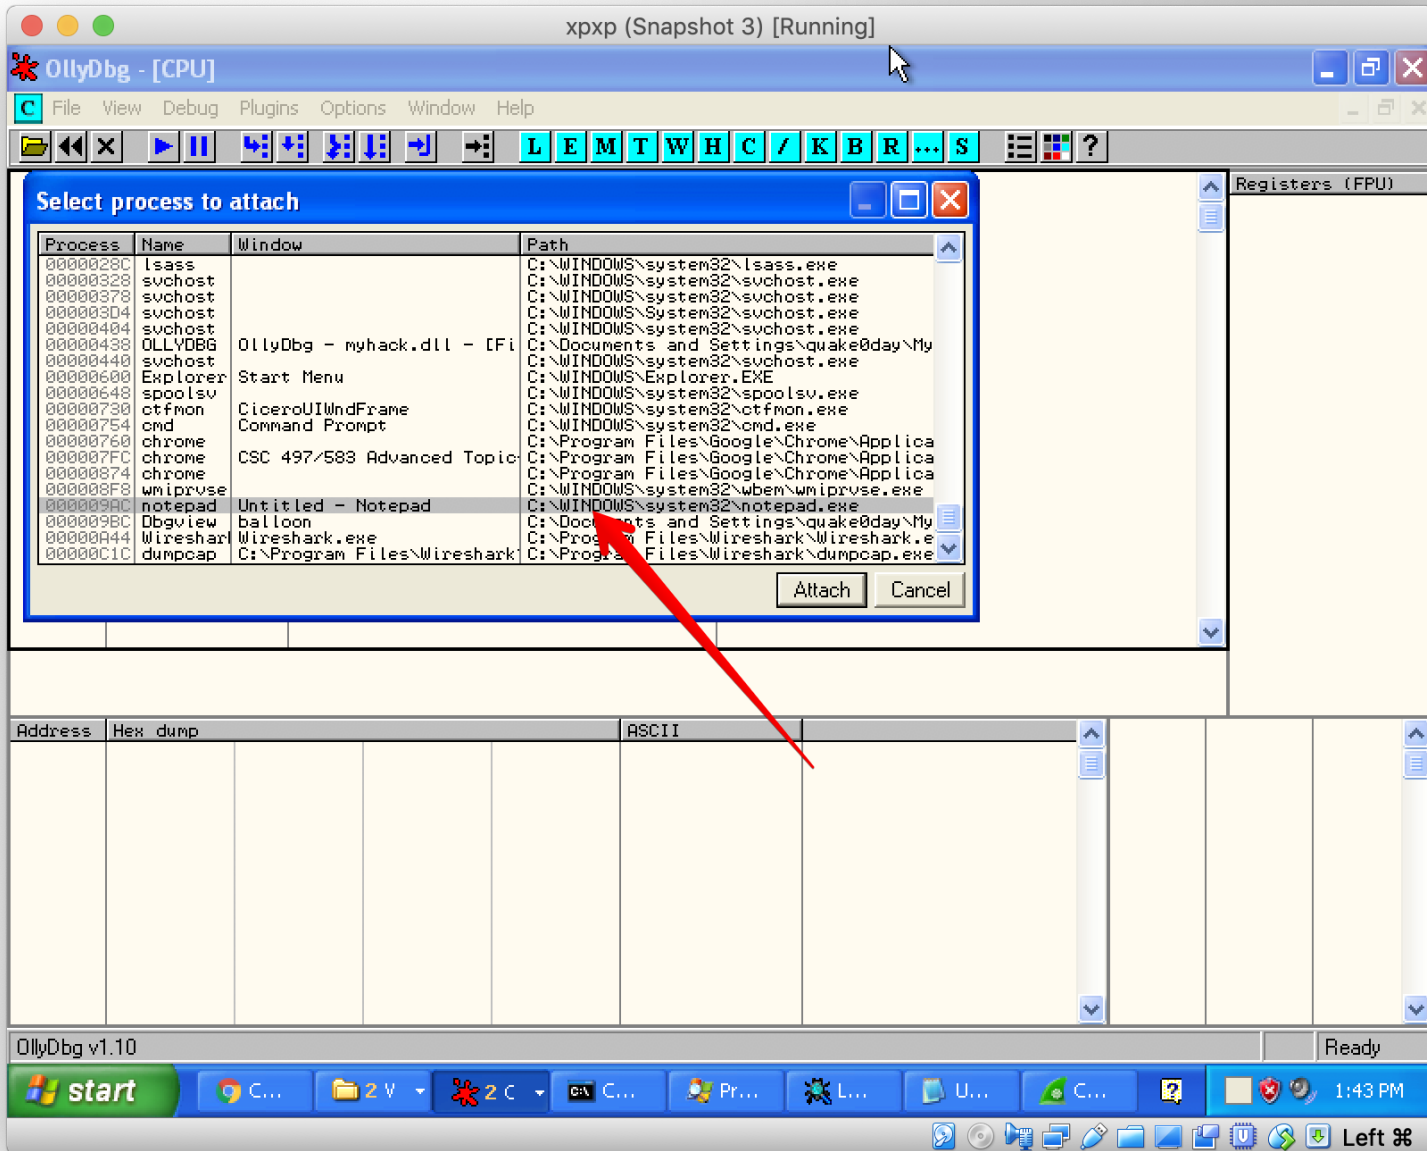 xpxp (Snapshot 3) [Running]
OllyDbg - [CPU]
C File View Debug Plugins Options Window Help
L E M T W H C / K B R ... S ?
Registers (FPU)
Select process to attach
Process Name Window Path
0000028C lsass C:\WINDOWS\system32\lsass.exe
00000328 svchost C:\WINDOWS\system32\svchost.exe
00000378 svchost C:\WINDOWS\system32\svchost.exe
000003D4 svchost C:\WINDOWS\System32\svchost.exe
00000404 svchost C:\WINDOWS\system32\svchost.exe
00000438 OLLYDBG OllyDbg - myhack.dll - [Fi C:\Documents and Settings\quake0day\My
00000440 svchost C:\WINDOWS\system32\svchost.exe
00000600 Explorer Start Menu C:\WINDOWS\Explorer.EXE
00000648 spoolsv C:\WINDOWS\system32\spoolsv.exe
00000730 ctfmon CiceroUIWndFrame C:\WINDOWS\system32\ctfmon.exe
00000754 cmd Command Prompt C:\WINDOWS\system32\cmd.exe
00000760 chrome C:\Program Files\Google\Chrome\Applica
000007FC chrome CSC 497/583 Advanced Topic C:\Program Files\Google\Chrome\Applica
00000874 chrome C:\Program Files\Google\Chrome\Applica
000008F8 wmiprvse C:\WINDOWS\system32\wbem\wmiprvse.exe
000009AC notepad Untitled - Notepad C:\WINDOWS\system32\notepad.exe
000009BC Dbgview balloon and Settings\quake0day\My
00000A44 Wireshar Wireshark.exe Files\Wireshark\Wireshark.e
00000C1C dumpcap C:\Program Files\Wireshark Files\Wireshark\dumpcap.exe
Attach Cancel
Address Hex dump ASCII
OllyDbg v1.10 Ready
start C... 2 V 2 C C... Pr... L... U... C... 1:43 PM
Left ⌘